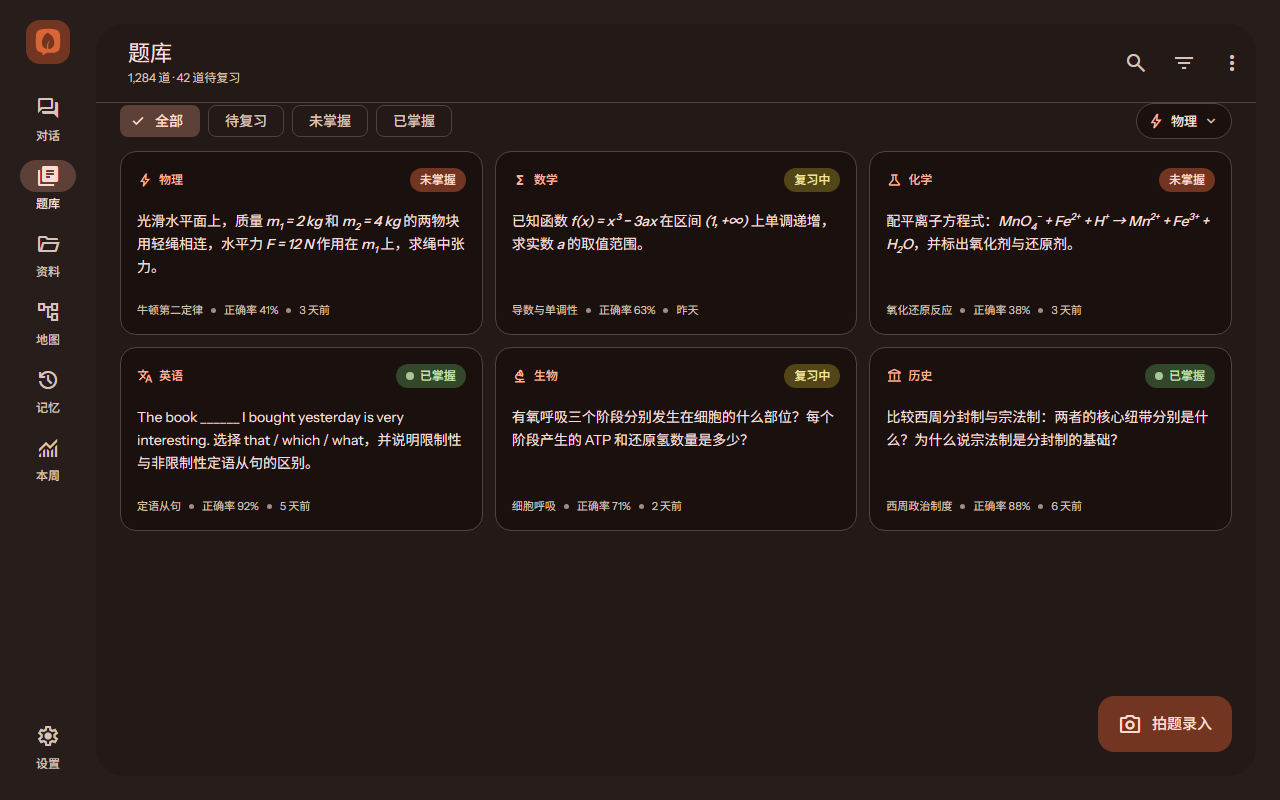 题库
1,284 道 · 42 道待复习
对话
题库
资料
地图
记忆
本周
设置
全部
待复习
未掌握
已掌握
物理
物理
未掌握
光滑水平面上，质量 m₁ = 2 kg 和 m₂ = 4 kg 的两物块
用轻绳相连，水平力 F = 12 N 作用在 m₁ 上，求绳中张
力。
牛顿第二定律 • 正确率 41% • 3 天前
Σ 数学
复习中
已知函数 f(x) = x³ − 3ax 在区间 (1, +∞) 上单调递增，
求实数 a 的取值范围。
导数与单调性 • 正确率 63% • 昨天
化学
未掌握
配平离子方程式：MnO₄⁻ + Fe²⁺ + H⁺ → Mn²⁺ + Fe³⁺ +
H₂O，并标出氧化剂与还原剂。
氧化还原反应 • 正确率 38% • 3 天前
英语
已掌握
The book ______ I bought yesterday is very
interesting. 选择 that / which / what，并说明限制性
与非限制性定语从句的区别。
定语从句 • 正确率 92% • 5 天前
生物
复习中
有氧呼吸三个阶段分别发生在细胞的什么部位？每个
阶段产生的 ATP 和还原氢数量是多少？
细胞呼吸 • 正确率 71% • 2 天前
历史
已掌握
比较西周分封制与宗法制：两者的核心纽带分别是什
么？为什么说宗法制是分封制的基础？
西周政治制度 • 正确率 88% • 6 天前
拍题录入